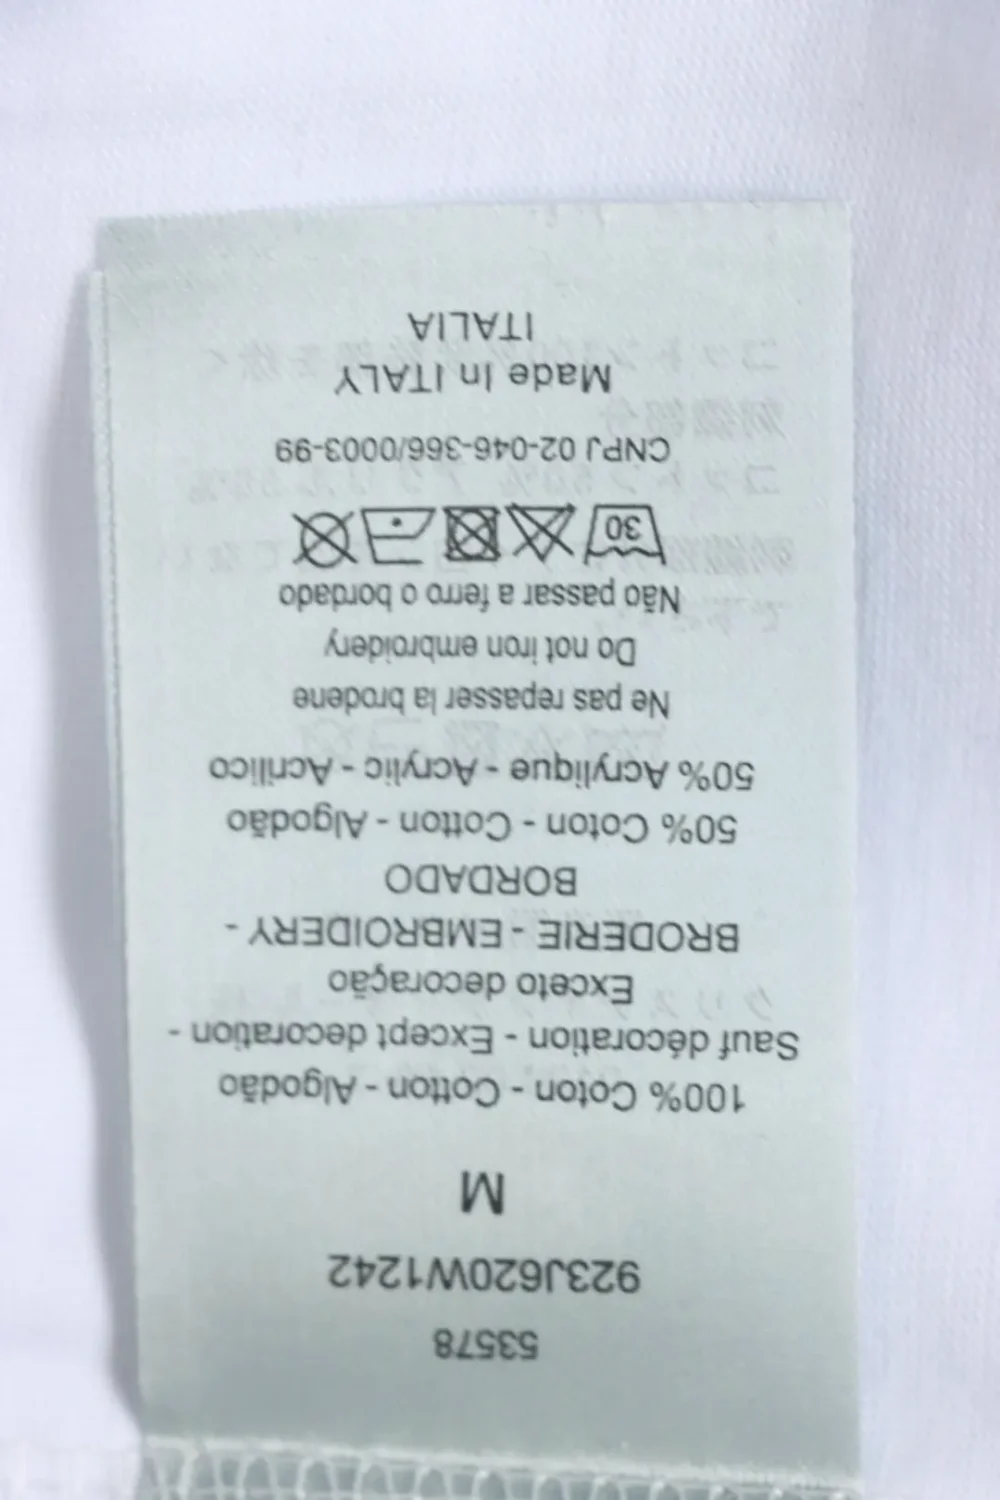 53578
923J620W1242
M
100% Coton - Cotton - Algodão
Sauf décoration - Except decoration -
Exceto decoração
BRODERIE - EMBROIDERY -
BORDADO
50% Coton - Cotton - Algodão
50% Acrylique - Acrylic - Acrilico
Ne pas repasser la broderie
Do not iron embroidery
Não passar a ferro o bordado
30
CNPJ 02-046-366/0003-99
Made In ITALY
ITALIA